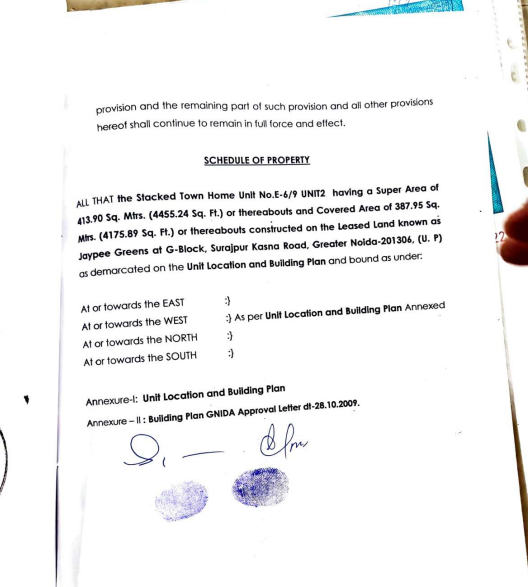 provision and the remaining part of such provision and all other provisions
hereof shall continue to remain in full force and effect.
SCHEDULE OF PROPERTY
ALL THAT the Stacked Town Home Unit No.E-6/9 UNIT2 having a Super Area of
413.90 Sq. Mtrs. (4455.24 Sq. Ft.) or thereabouts and Covered Area of 387.95 Sq.
Mtrs. (4175.89 Sq. Ft.) or thereabouts constructed on the Leased Land known as
Jaypee Greens at G-Block, Surajpur Kasna Road, Greater Noida-201306, (U. P)
as demarcated on the Unit Location and Building Plan and bound as under:
At or towards the EAST :}
At or towards the WEST :} As per Unit Location and Building Plan Annexed
At or towards the NORTH :}
At or towards the SOUTH :}
Annexure-I: Unit Location and Building Plan
Annexure – II : Building Plan GNIDA Approval Letter dt-28.10.2009.